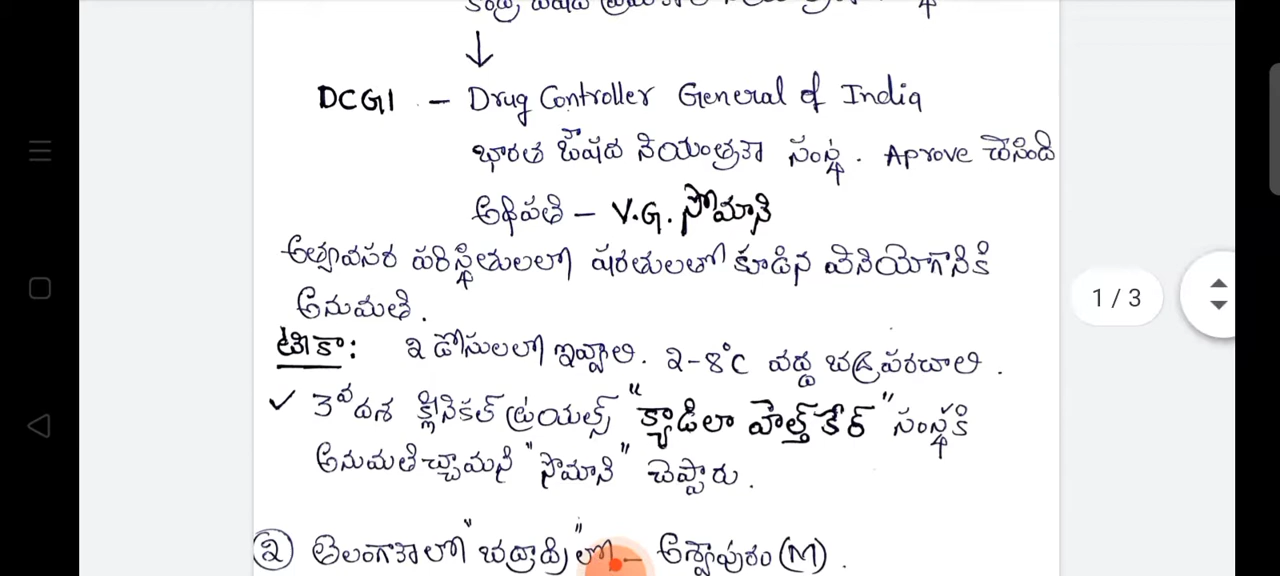 ↓
DCGI - Drug Controller General of India
భారత ఔషద నియంత్రణా సంస్థ. Aprove చేసింది
అధిపతి - V.G. సోమాని
అత్యావసర పరిస్థితులలో షరతులతో కూడిన వినియోగానికి
అనుమతి.
1 / 3
టీకా: 2 డోసులలో ఇవ్వాలి. 2-8°C వద్ద భద్రపరచాలి.
✓ 3వ దశ క్లినికల్ ట్రయల్స్ "క్యాడిలా హెల్త్ కేర్" సంస్థకి
అనుమతిచ్చామని "సొమాని" చెప్పారు.
② తెలంగాణలో "భద్రాద్రి"లో - అశ్వాపురం (M).